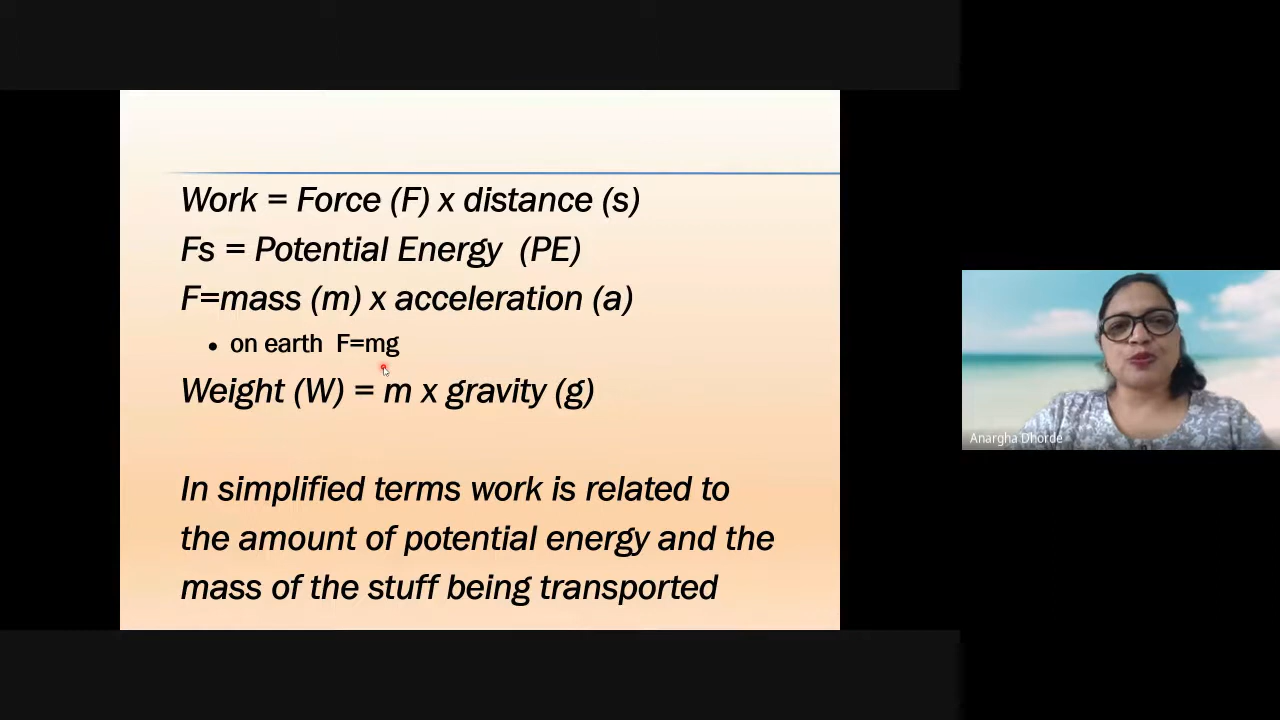 Work = Force (F) x distance (s)
Fs = Potential Energy (PE)
F=mass (m) x acceleration (a)
• on earth F=mg
Weight (W) = m x gravity (g)
In simplified terms work is related to
the amount of potential energy and the
mass of the stuff being transported
Anargha Dhorde